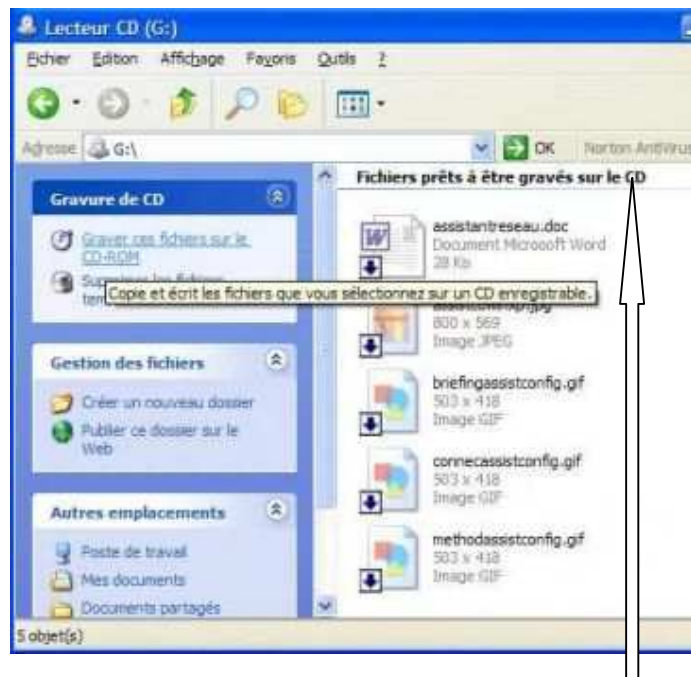 Lecteur CD (G:)
Fichier Edition Affichage Favoris Outils ?
Adresse G:\ OK Norton AntiVirus
Fichiers prêts à être gravés sur le CD
Gravure de CD
Graver ces fichiers sur le
CD-ROM
Copie et écrit les fichiers que vous sélectionnez sur un CD enregistrable.
Gestion des fichiers
Créer un nouveau dossier
Publier ce dossier sur le
Web
Autres emplacements
Poste de travail
Mes documents
Documents partagés
assistantreseau.doc
Document Microsoft Word
28 Ko
800 x 569
Image JPEG
briefingassistconfig.gif
503 x 418
Image GIF
connecassistconfig.gif
503 x 418
Image GIF
methodassistconfig.gif
503 x 418
Image GIF
5 objet(s)